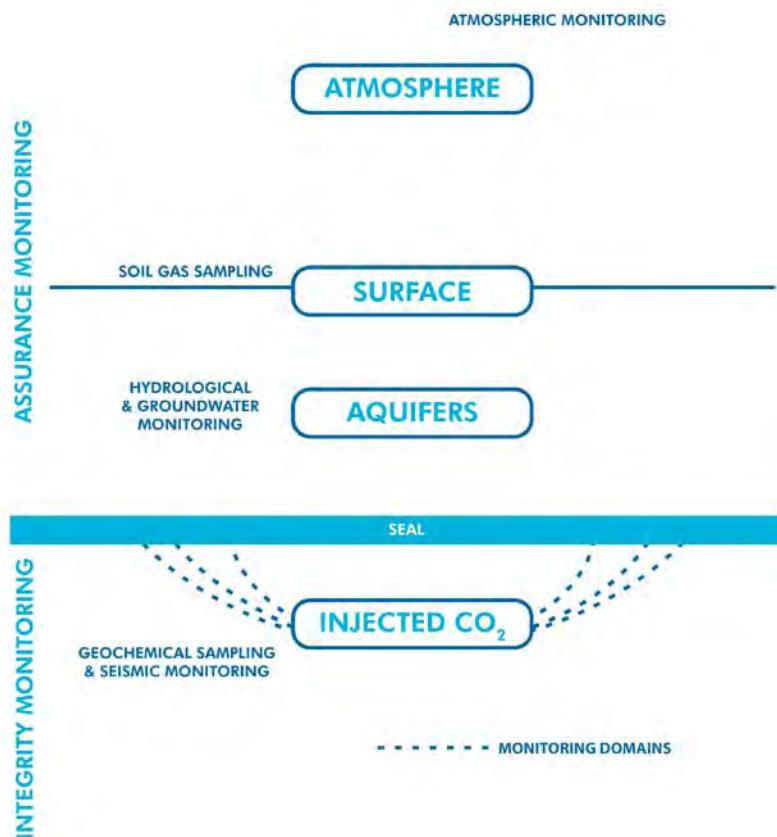 ATMOSPHERIC MONITORING
ATMOSPHERE
ASSURANCE MONITORING
SOIL GAS SAMPLING
SURFACE
HYDROLOGICAL
& GROUNDWATER
MONITORING
AQUIFERS
SEAL
INJECTED CO₂
GEOCHEMICAL SAMPLING
& SEISMIC MONITORING
INTEGRITY MONITORING
MONITORING DOMAINS